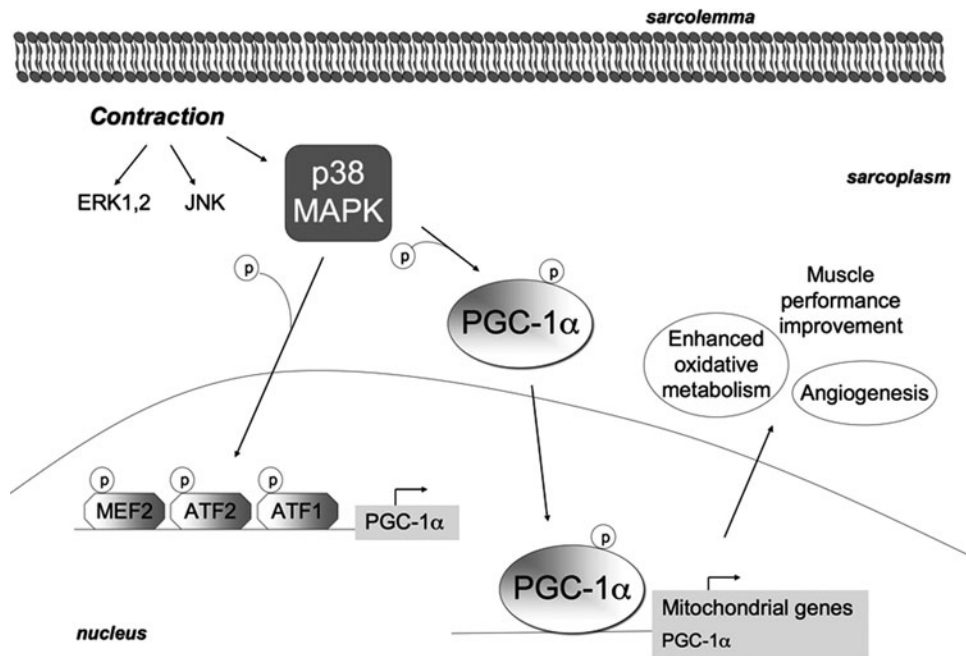 sarcolemma
Contraction
ERK1,2
JNK
p38
MAPK
sarcoplasm
p
p
p
PGC-1α
Muscle
performance
improvement
Enhanced
oxidative
metabolism
Angiogenesis
p
p
p
MEF2
ATF2
ATF1
PGC-1α
p
PGC-1α
Mitochondrial genes
PGC-1α
nucleus